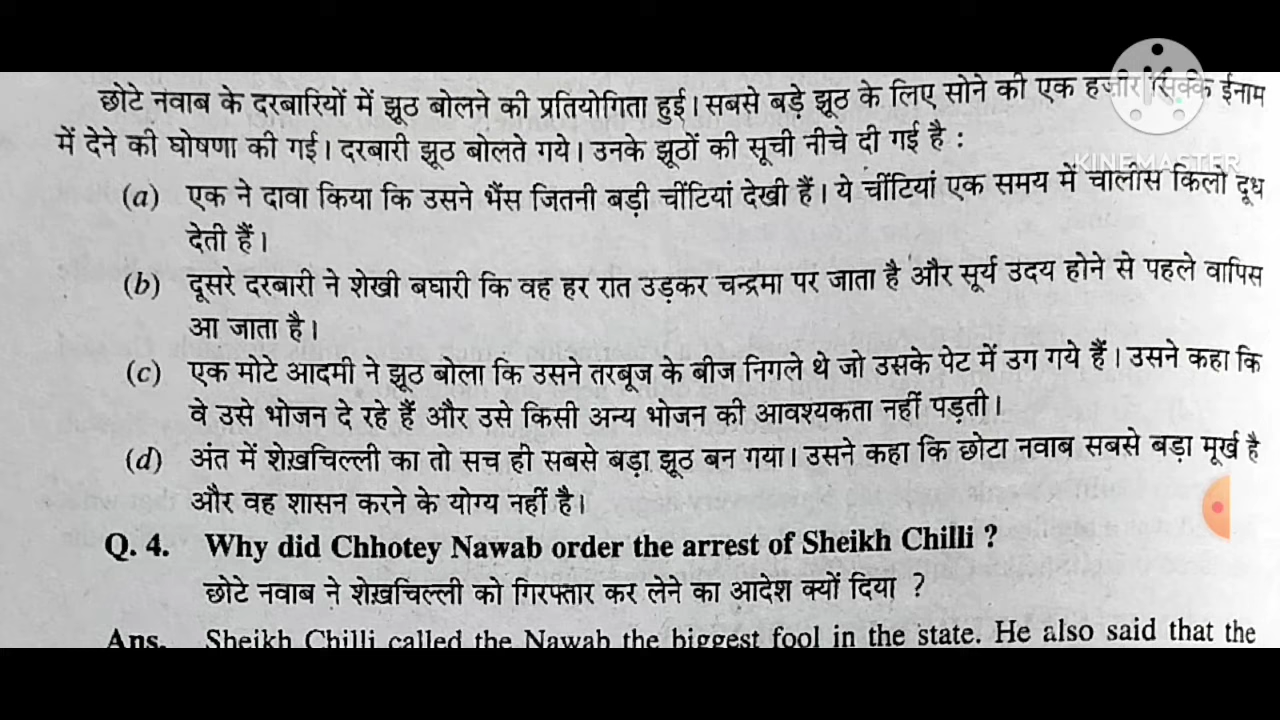 छोटे नवाब के दरबारियों में झूठ बोलने की प्रतियोगिता हुई। सबसे बड़े झूठ के लिए सोने की एक हजार सिक्के ईनाम
में देने की घोषणा की गई। दरबारी झूठ बोलते गये। उनके झूठों की सूची नीचे दी गई है :
KINEMASTER
(a) एक ने दावा किया कि उसने भैंस जितनी बड़ी चींटियां देखी हैं। ये चींटियां एक समय में चालीस किलो दूध
देती हैं।
(b) दूसरे दरबारी ने शेखी बघारी कि वह हर रात उड़कर चन्द्रमा पर जाता है और सूर्य उदय होने से पहले वापिस
आ जाता है।
(c) एक मोटे आदमी ने झूठ बोला कि उसने तरबूज के बीज निगले थे जो उसके पेट में उग गये हैं। उसने कहा कि
वे उसे भोजन दे रहे हैं और उसे किसी अन्य भोजन की आवश्यकता नहीं पड़ती।
(d) अंत में शेख़चिल्ली का तो सच ही सबसे बड़ा झूठ बन गया। उसने कहा कि छोटा नवाब सबसे बड़ा मूर्ख है
और वह शासन करने के योग्य नहीं है।
Q. 4. Why did Chhotey Nawab order the arrest of Sheikh Chilli ?
छोटे नवाब ने शेख़चिल्ली को गिरफ्तार कर लेने का आदेश क्यों दिया ?
Ans. Sheikh Chilli called the Nawab the biggest fool in the state. He also said that the